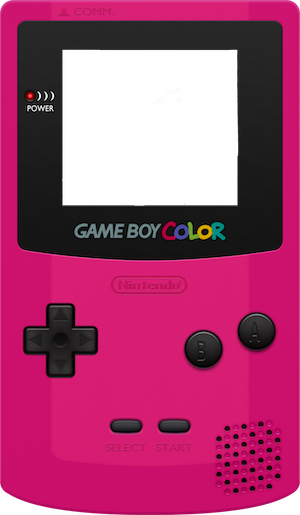 ▲ COMM.
POWER
GAME BOY COLOR
Nintendo
B A
SELECT START